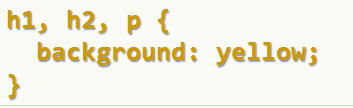 h1, h2, p {
  background: yellow;
}